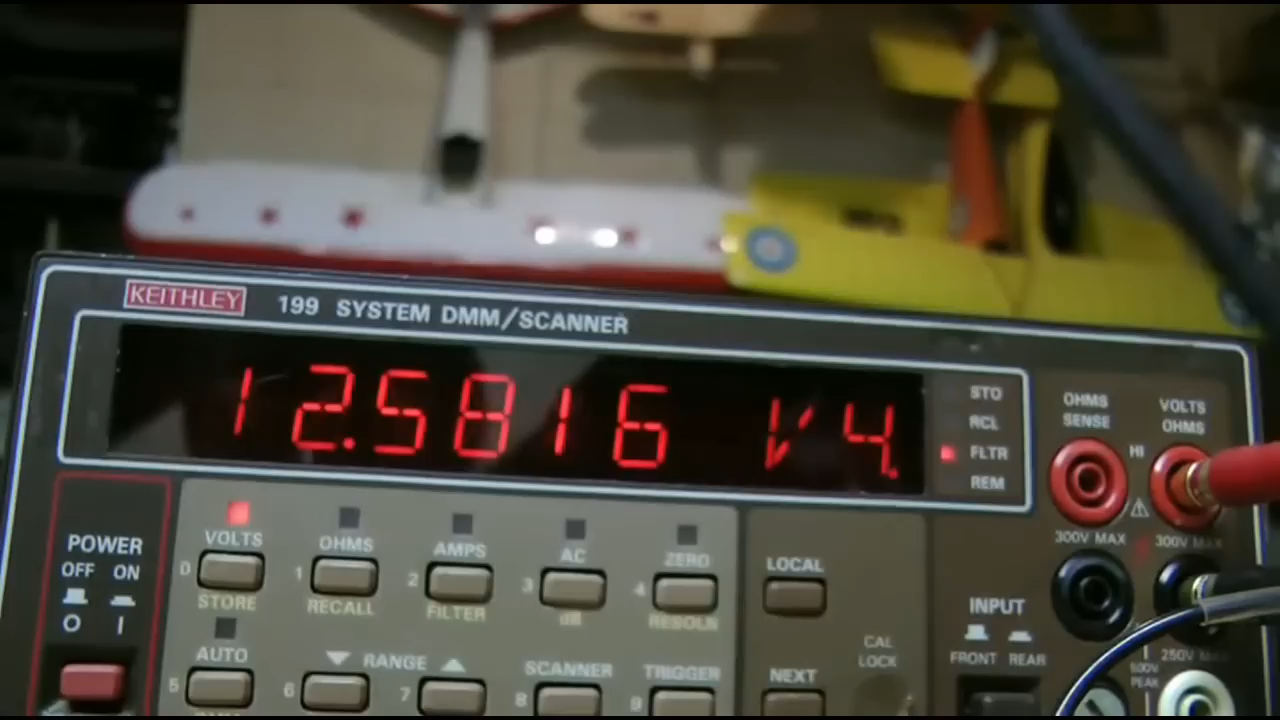 KEITHLEY 199 SYSTEM DMM/SCANNER
12.5816 V4.
STO
RCL
FLTR
REM
OHMS SENSE
VOLTS OHMS
HI
300V MAX
300V MAX
POWER
OFF ON
O I
VOLTS OHMS AMPS AC ZERO
0 1 2 3 4
STORE RECALL FILTER dB RESOLN
LOCAL
INPUT
FRONT REAR
CAL LOCK
500V PEAK
250V MAX
AUTO RANGE SCANNER TRIGGER NEXT
5 6 7 8 9